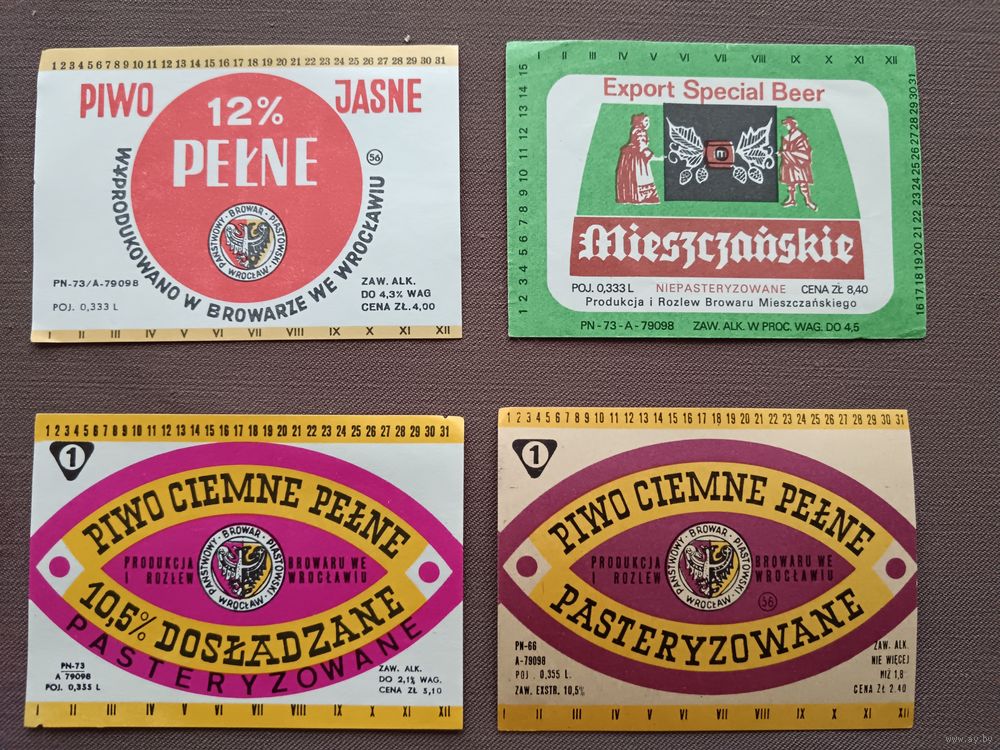 1 2 3 4 5 6 7 8 9 10 11 12 13 14 15 16 17 18 19 20 21 22 23 24 25 26 27 28 29 30 31
PIWO JASNE
12%
PEŁNE
56
WYPRODUKOWANO W BROWARZE WE WROCŁAWIU
PAŃSTWOWY · BROWAR · PIASTOWSKI
WROCŁAW
PN-73/A-79098
POJ. 0,333 L
ZAW. ALK.
DO 4,3% WAG
CENA ZŁ.4,00
I II III IV V VI VII VIII IX X XI XII
I II III IV V VI VII VIII IX X XI XII
1 2 3 4 5 6 7 8 9 10 11 12 13 14 15
16 17 18 19 20 21 22 23 24 25 26 27 28 29 30 31
Export Special Beer
m
Mieszczańskie
POJ. 0,333 L NIEPASTERYZOWANE CENA ZŁ 8,40
Produkcja i Rozlew Browaru Mieszczańskiego
PN-73-A-79098 ZAW. ALK. W PROC. WAG. DO 4,5
1 2 3 4 5 6 7 8 9 10 11 12 13 14 15 16 17 18 19 20 21 22 23 24 25 26 27 28 29 30 31
1
PIWO CIEMNE PEŁNE
PRODUKCJA BROWARU WE
I ROZLEW WROCŁAWIU
PAŃSTWOWY · BROWAR · PIASTOWSKI
WROCŁAW
10,5% DOSŁADZANE
PASTERYZOWANE
PN-73
A 79098
POJ. 0,355 L
ZAW. ALK.
DO 2,1% WAG.
CENA ZŁ 3,10
I II III IV V VI VII VIII IX X XI XII
1 2 3 4 5 6 7 8 9 10 11 12 13 14 15 16 17 18 19 20 21 22 23 24 25 26 27 28 29 30 31
1
PIWO CIEMNE PEŁNE
PRODUKCJA BROWARU WE
I ROZLEW WROCŁAWIU
PAŃSTWOWY · BROWAR · PIASTOWSKI
WROCŁAW
56
PASTERYZOWANE
PN-66
A-79098
POJ. 0,355 L.
ZAW. EKSTR. 10,5%
ZAW. ALK.
NIE WIĘCEJ
NIŻ 1,8
CENA ZŁ 2.40
I II III IV V VI VII VIII IX X XI XII
www.ay.by